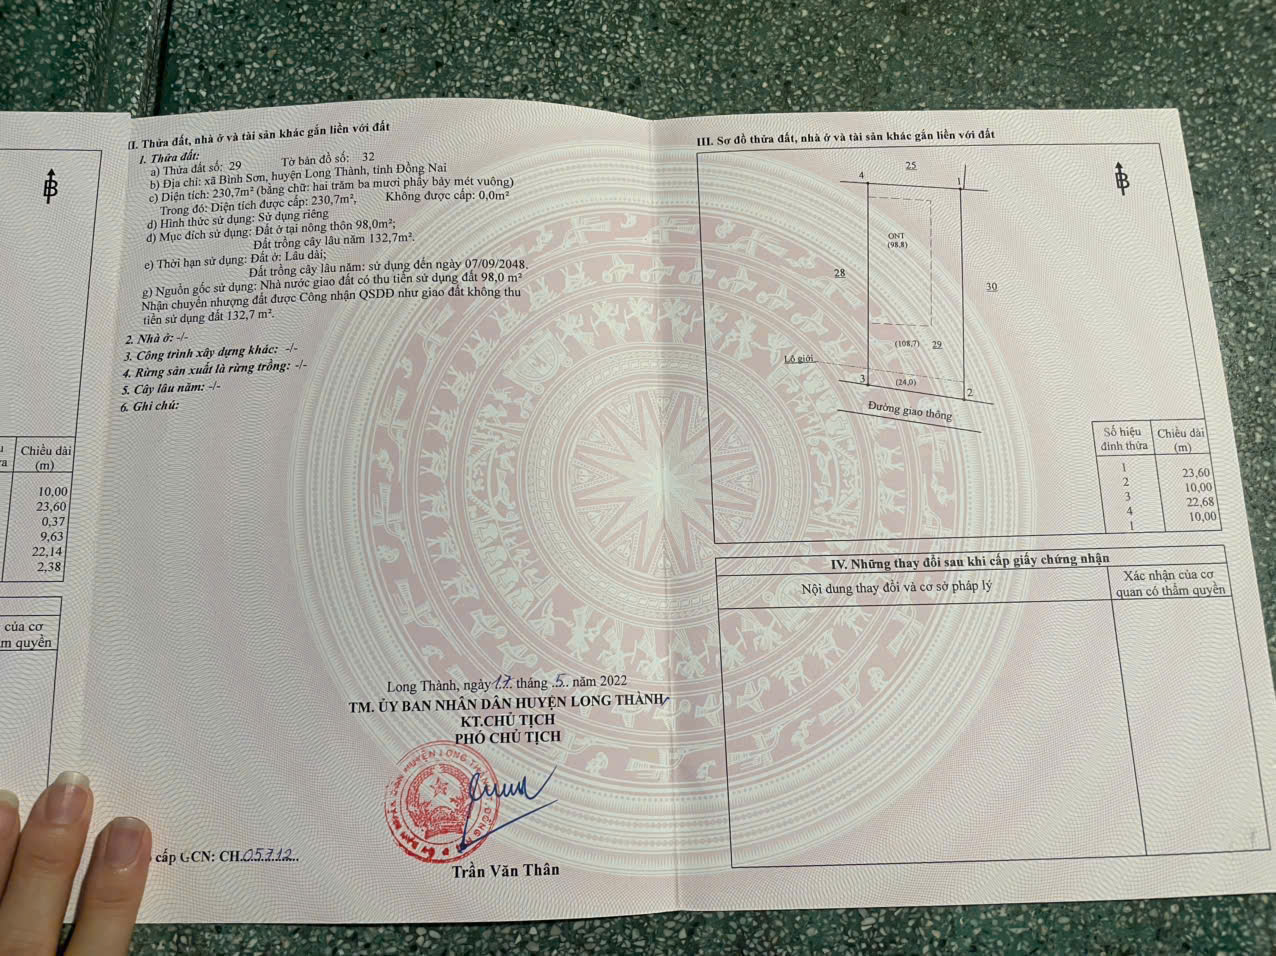 II. Thửa đất, nhà ở và tài sản khác gắn liền với đất
1. Thửa đất:
a) Thửa đất số: 29 Tờ bản đồ số: 32
b) Địa chỉ: xã Bình Sơn, huyện Long Thành, tỉnh Đồng Nai
c) Diện tích: 230,7m² (bằng chữ: hai trăm ba mươi phẩy bảy mét vuông)
Trong đó: Diện tích được cấp: 230,7m², Không được cấp: 0,0m²
d) Hình thức sử dụng: Sử dụng riêng
đ) Mục đích sử dụng: Đất ở tại nông thôn 98,0m²;
Đất trồng cây lâu năm 132,7m².
e) Thời hạn sử dụng: Đất ở: Lâu dài;
Đất trồng cây lâu năm: sử dụng đến ngày 07/09/2048.
g) Nguồn gốc sử dụng: Nhà nước giao đất có thu tiền sử dụng đất 98,0 m²
Nhận chuyển nhượng đất được Công nhận QSDĐ như giao đất không thu
tiền sử dụng đất 132,7 m².
2. Nhà ở: -/-
3. Công trình xây dựng khác: -/-
4. Rừng sản xuất là rừng trồng: -/-
5. Cây lâu năm: -/-
6. Ghi chú:
Long Thành, ngày 17 tháng 5 năm 2022
TM. ỦY BAN NHÂN DÂN HUYỆN LONG THÀNH
KT.CHỦ TỊCH
PHÓ CHỦ TỊCH
Trần Văn Thân
cấp GCN: CH 05712
III. Sơ đồ thửa đất, nhà ở và tài sản khác gắn liền với đất
B
25
4
1
ONT
(98,8)
28
30
(108,7) 29
Lộ giới
3
(24,0)
2
Đường giao thông
Số hiệu đỉnh thửa
Chiều dài (m)
1
23,60
2
10,00
3
22,68
4
10,00
1
IV. Những thay đổi sau khi cấp giấy chứng nhận
Nội dung thay đổi và cơ sở pháp lý
Xác nhận của cơ
quan có thẩm quyền
B
Chiều dài
(m)
10,00
23,60
0,37
9,63
22,14
2,38
của cơ
quyền